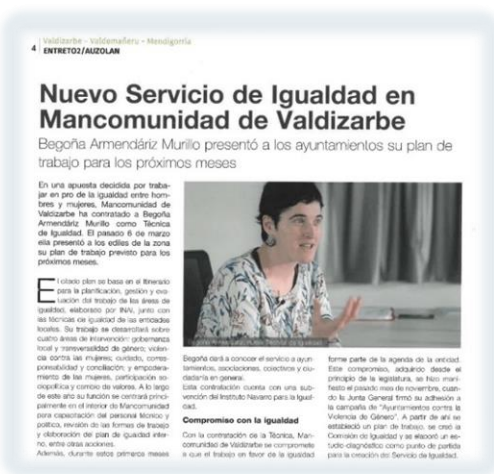 Valdizarbe - Valdemañeru - Mendigorria
4 ENTRETO2/AUZOLAN
Nuevo Servicio de Igualdad en
Mancomunidad de Valdizarbe
Begoña Armendáriz Murillo presentó a los ayuntamientos su plan de
trabajo para los próximos meses
En una apuesta decidida por traba-
jar en pro de la igualdad entre hom-
bres y mujeres, Mancomunidad de
Valdizarbe ha contratado a Begoña
Armendáriz Murillo como Técnica
de Igualdad. El pasado 6 de marzo
ella presentó a los ediles de la zona
su plan de trabajo previsto para los
próximos meses.
El citado plan se basa en el itinerario
para la planificación, gestión y eva-
luación del trabajo de las áreas de
igualdad, elaborado por INAI, junto con
las técnicas de igualdad de las entidades
locales. Su trabajo se desarrollará sobre
cuatro áreas de intervención: gobernanza
local y transversalidad de género; violen-
cia contra las mujeres; cuidado, corres-
ponsabilidad y conciliación; y empodera-
miento de las mujeres, participación so-
ciopolítica y cambio de valores. A lo largo
de este año su función se centrará princi-
palmente en el interior de Mancomunidad
para capacitación del personal técnico y
político, revisión de las formas de trabajo
y elaboración del plan de igualdad inter-
no, entre otras acciones.
Además, durante estos primeros meses
Begoña Armendáriz, nueva Técnica de Igualdad.
Begoña dará a conocer el servicio a ayun-
tamientos, asociaciones, colectivos y ciu-
dadanía en general.
Esta contratación cuenta con una sub-
vención del Instituto Navarro para la Igual-
dad.
Compromiso con la igualdad
Con la contratación de la Técnica, Man-
comunidad de Valdizarbe se compromete
a que el trabajo en favor de la igualdad
forme parte de la agenda de la entidad.
Este compromiso, adquirido desde el
principio de la legislatura, se hizo mani-
fiesto el pasado mes de noviembre, cuan-
do la Junta General firmó su adhesión a
la campaña de "Ayuntamientos contra la
Violencia de Género". A partir de ahí se
estableció un plan de trabajo, se creó la
Comisión de Igualdad y se elaboró un es-
tudio-diagnóstico como punto de partida
para la creación del Servicio de Igualdad.